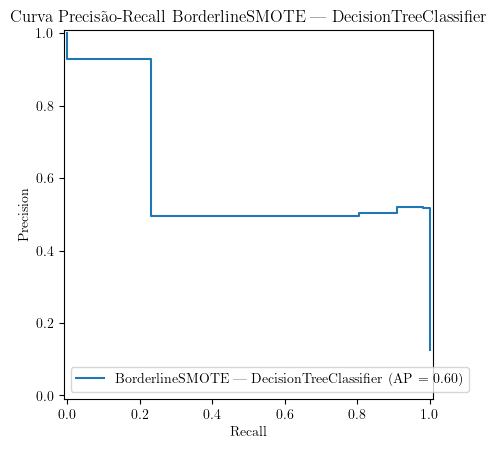 Curva Precisão-Recall BorderlineSMOTE — DecisionTreeClassifier
1.0
0.8
0.6
0.4
0.2
0.0
Precision
BorderlineSMOTE — DecisionTreeClassifier (AP = 0.60)
0.0 0.2 0.4 0.6 0.8 1.0
Recall